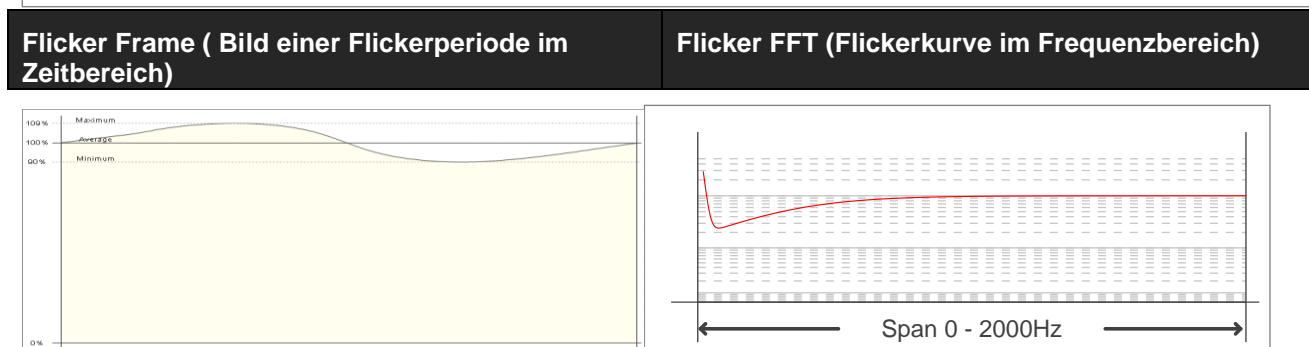 Flicker Frame ( Bild einer Flickerperiode im
Zeitbereich)
Flicker FFT (Flickerkurve im Frequenzbereich)
109% Maximum
100% Average
90% Minimum
0%
Span 0 - 2000Hz